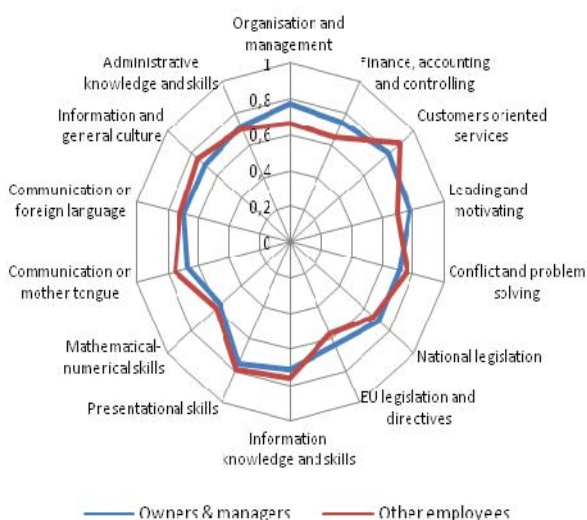 Organisation and
management
Finance, accounting
and controlling
Customers oriented
services
Leading and
motivating
Conflict and problem
solving
National legislation
EU legislation and
directives
Information
knowledge and skills
Presentational skills
Mathematical-
numerical skills
Communication on
mother tongue
Communication on
foreign language
Information and
general culture
Administrative
knowledge and skills
1
0,8
0,6
0,4
0,2
0
Owners & managers
Other employees